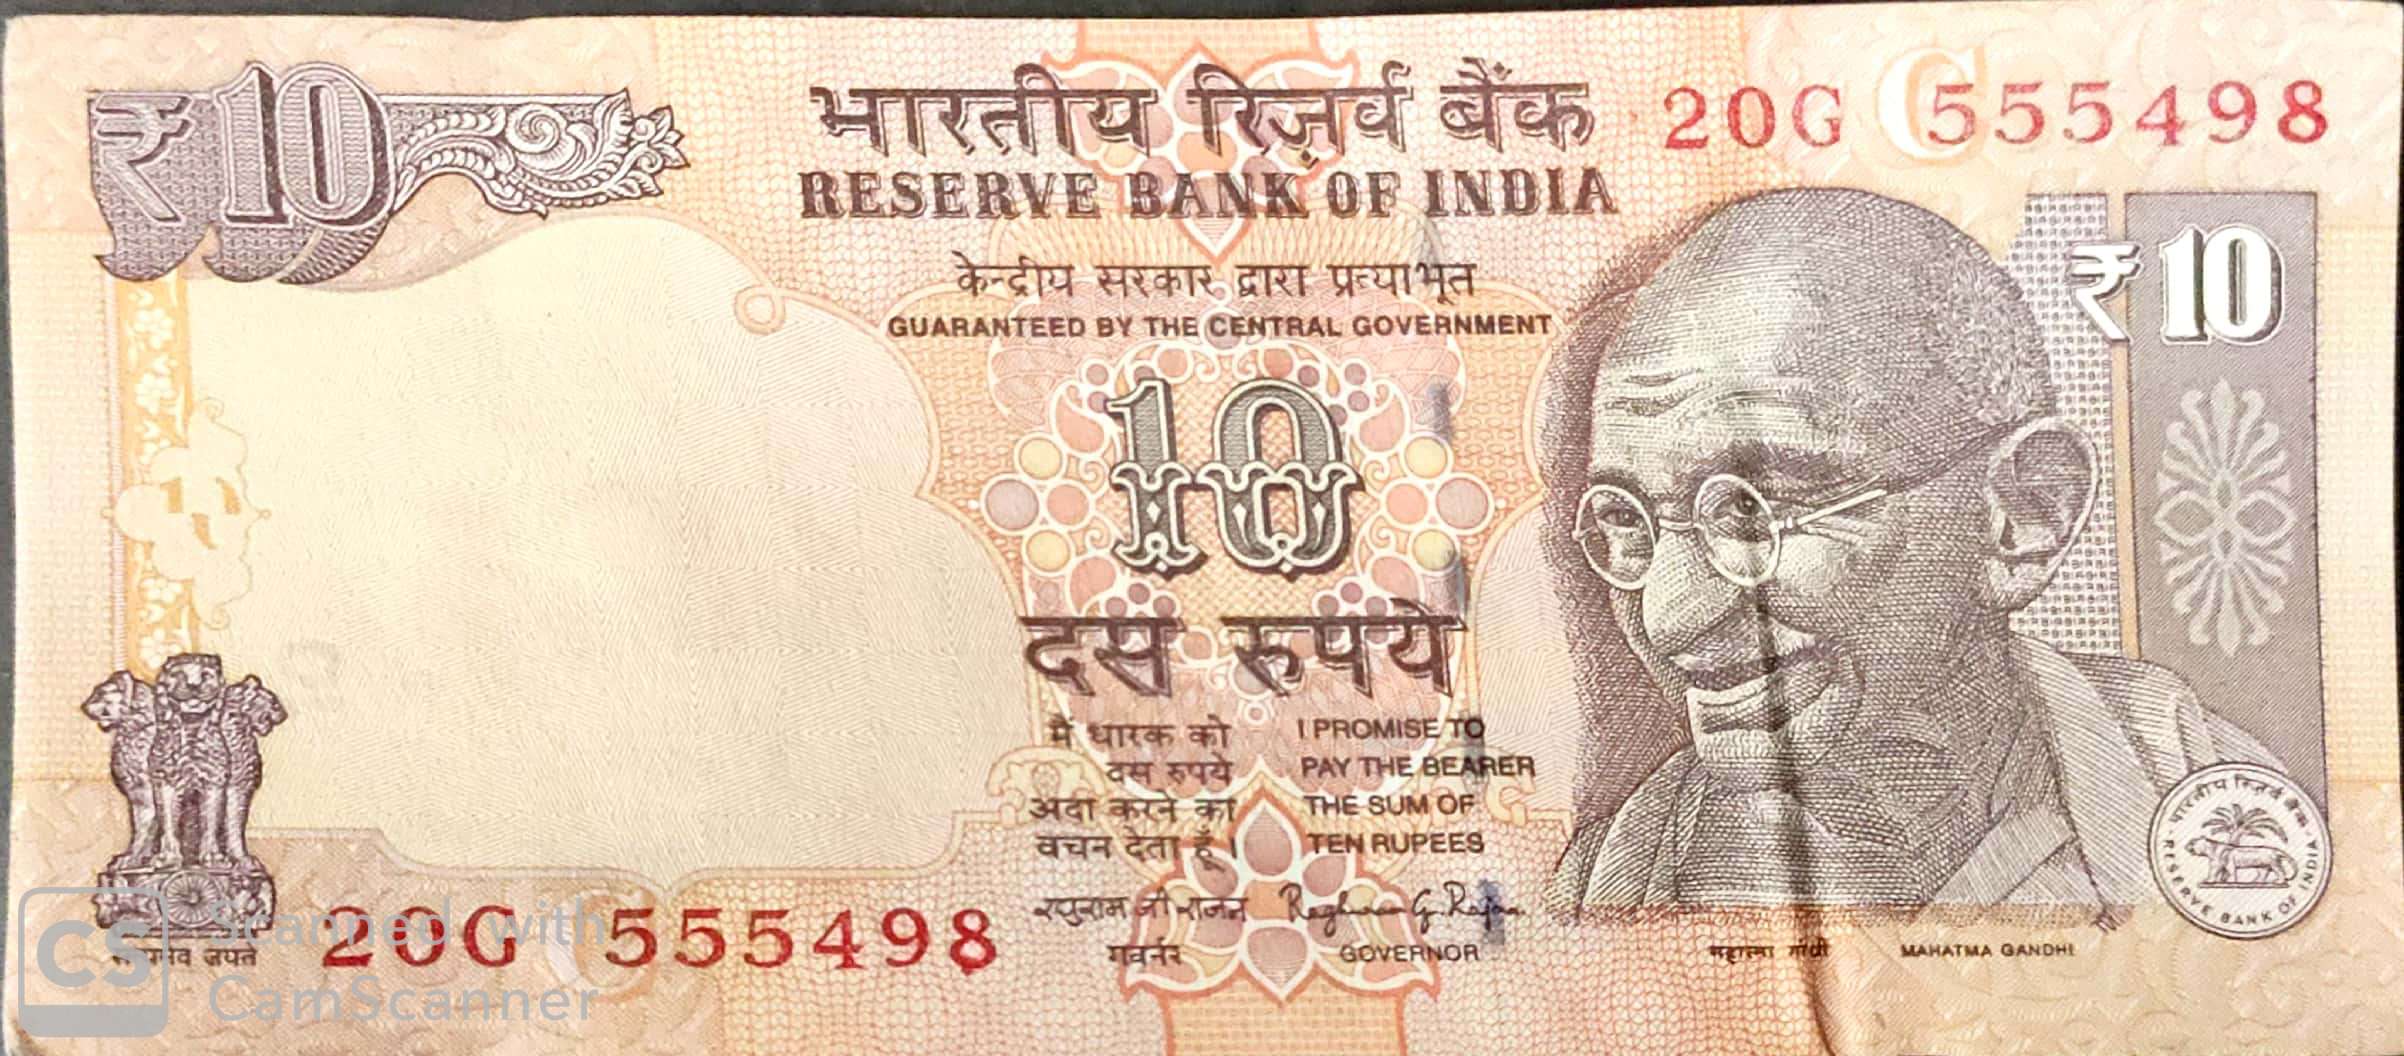 ₹10
भारतीय रिज़र्व बैंक
20G 555498
RESERVE BANK OF INDIA
केन्द्रीय सरकार द्वारा प्रत्याभूत
GUARANTEED BY THE CENTRAL GOVERNMENT
₹10
10
दस रुपये
मैं धारक को
दस रुपये
अदा करने का
वचन देता हूँ।
I PROMISE TO
PAY THE BEARER
THE SUM OF
TEN RUPEES
रघुराम जी राजन
Raghuram G. Rajan
गवर्नर
GOVERNOR
20G 555498
महात्मा गांधी
MAHATMA GANDHI
भारतीय रिज़र्व बैंक
RESERVE BANK OF INDIA
जयते
CS
Scanned with
CamScanner